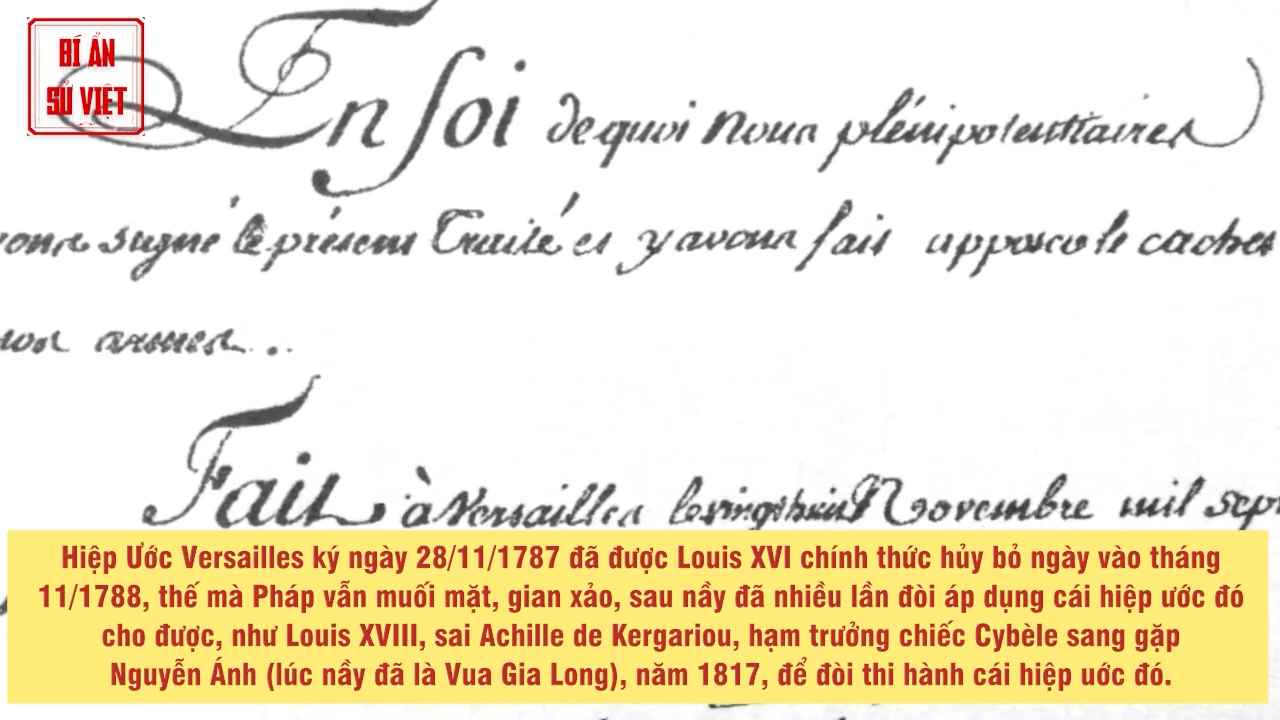 BÍ ẨN
SỬ VIỆT
En foi de quoi nous plénipotentiaires
avons signé le présent Traité et y avons fait apposer le cachet
nos armes..
Fait à Versailles le vingt huit Novembre mil sept
Hiệp Ước Versailles ký ngày 28/11/1787 đã được Louis XVI chính thức hủy bỏ ngày vào tháng
11/1788, thế mà Pháp vẫn muối mặt, gian xảo, sau nầy đã nhiều lần đòi áp dụng cái hiệp ước đó
cho được, như Louis XVIII, sai Achille de Kergariou, hạm trưởng chiếc Cybèle sang gặp
Nguyễn Ánh (lúc nầy đã là Vua Gia Long), năm 1817, để đòi thi hành cái hiệp uớc đó.